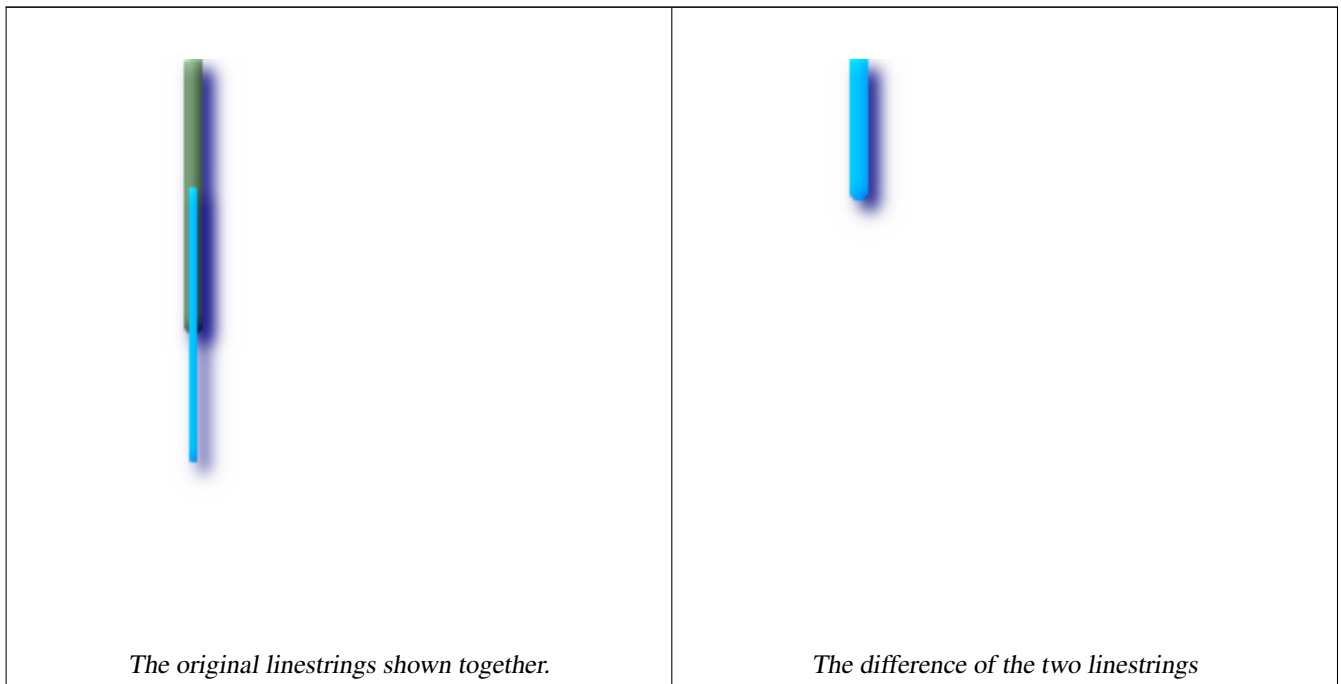 The original linestrings shown together.
The difference of the two linestrings